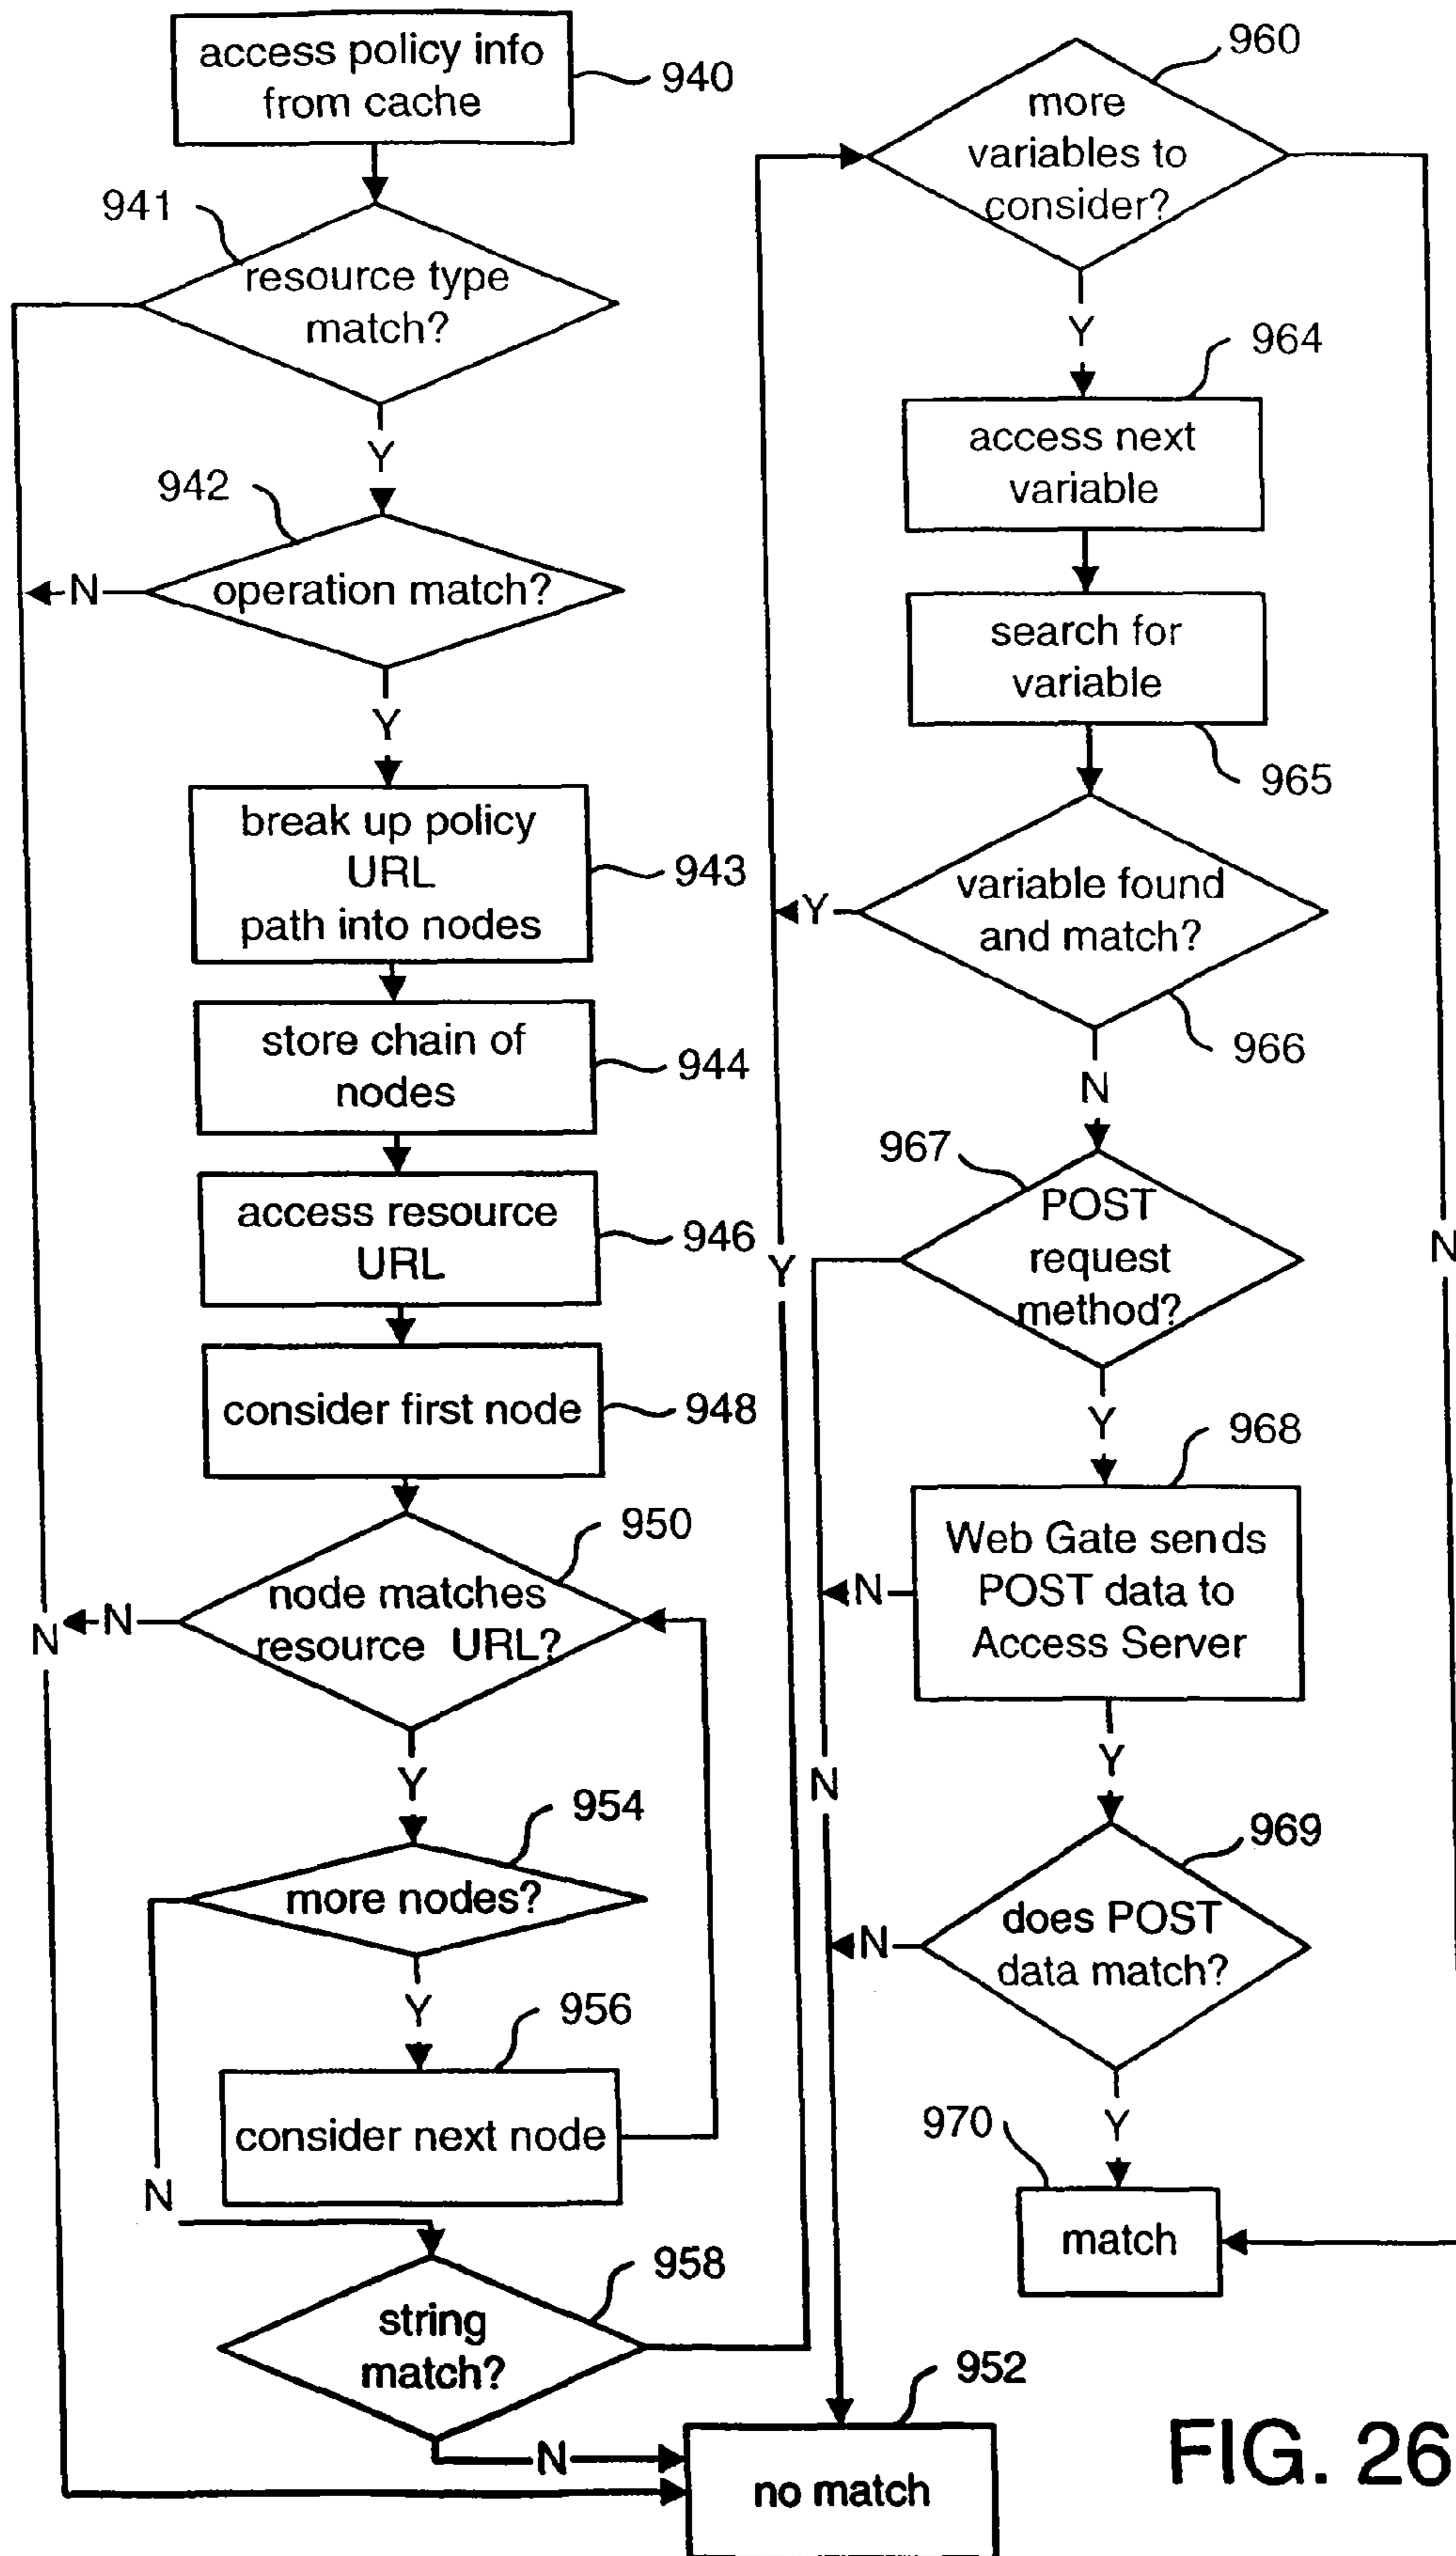 access policy info
from cache
940
941
resource type
match?
Y
942
operation match?
N
Y
break up policy
URL
path into nodes
943
store chain of
nodes
944
access resource
URL
946
consider first node
948
950
node matches
resource URL?
N
N
Y
954
more nodes?
Y
956
consider next node
N
958
string
match?
N
Y
952
no match
960
more
variables to
consider?
Y
964
access next
variable
search for
variable
965
variable found
and match?
Y
966
N
967
POST
request
method?
Y
968
Web Gate sends
POST data to
Access Server
N
Y
N
969
does POST
data match?
N
Y
970
match
N
FIG. 26